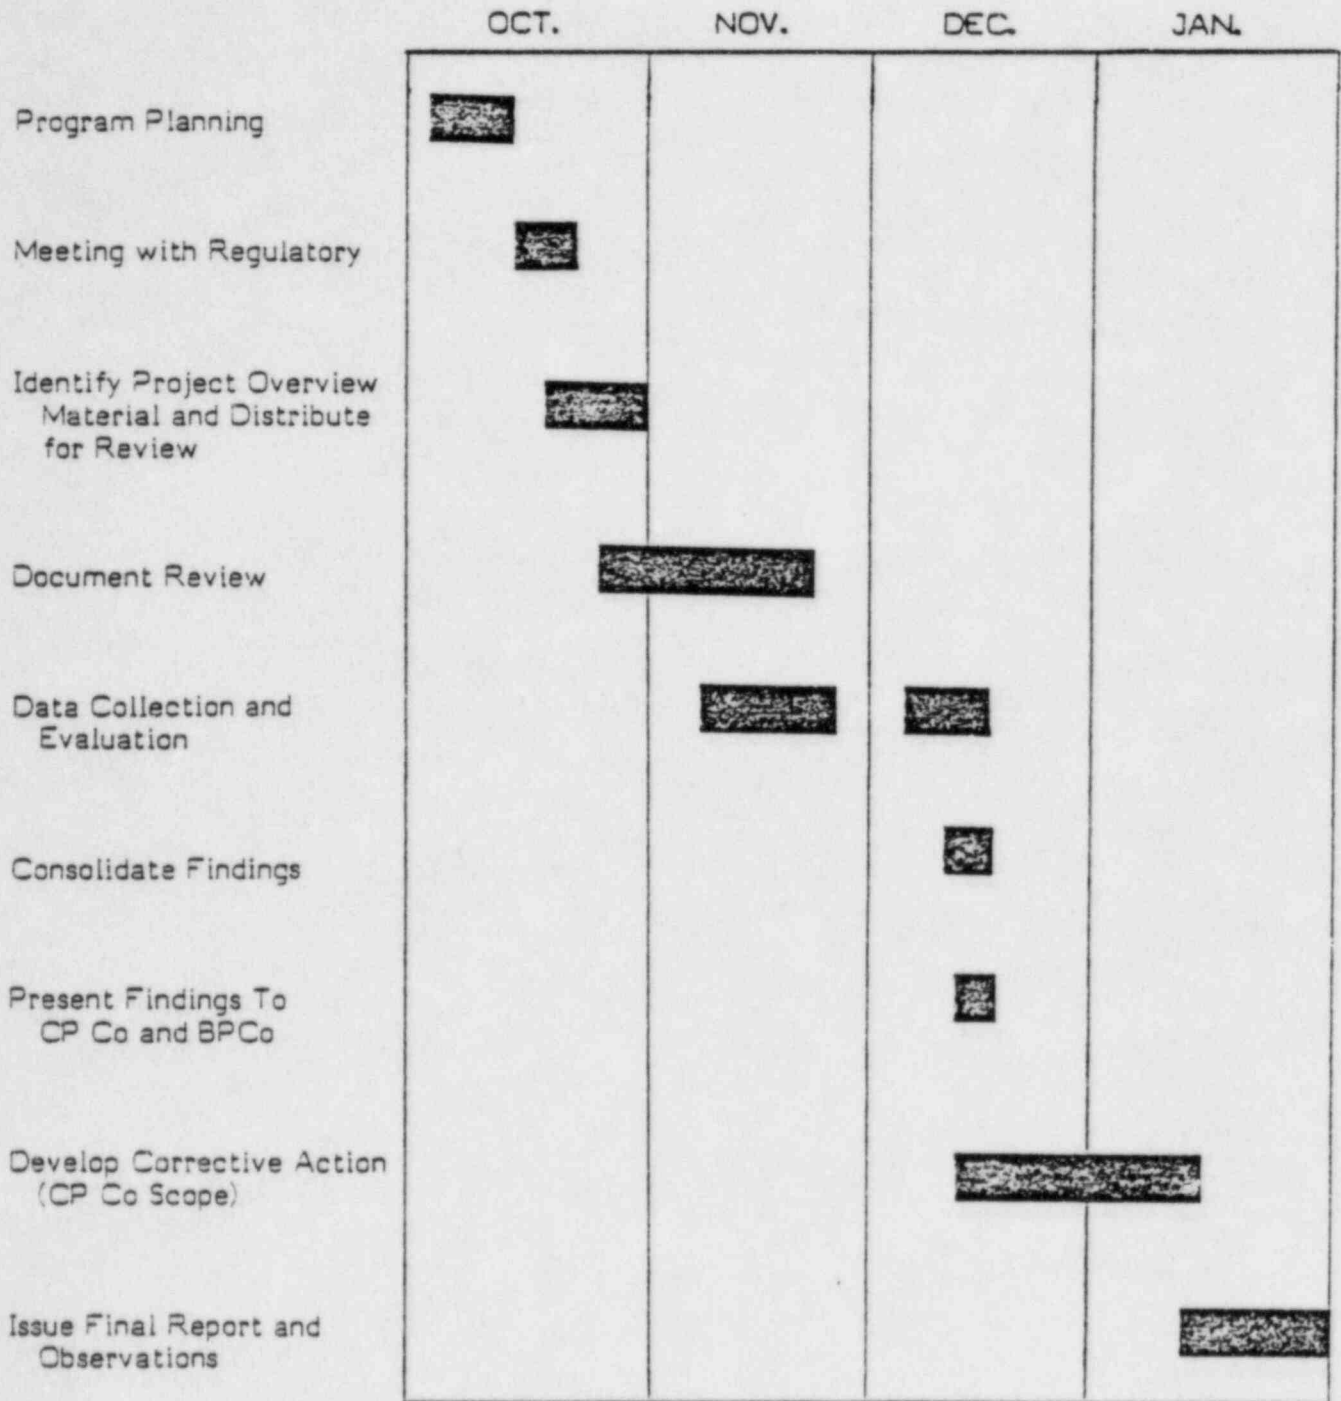 OCT. NOV. DEC. JAN.
Program Planning
Meeting with Regulatory
Identify Project Overview
Material and Distribute
for Review
Document Review
Data Collection and
Evaluation
Consolidate Findings
Present Findings To
CP Co and BPCo
Develop Corrective Action
(CP Co Scope)
Issue Final Report and
Observations